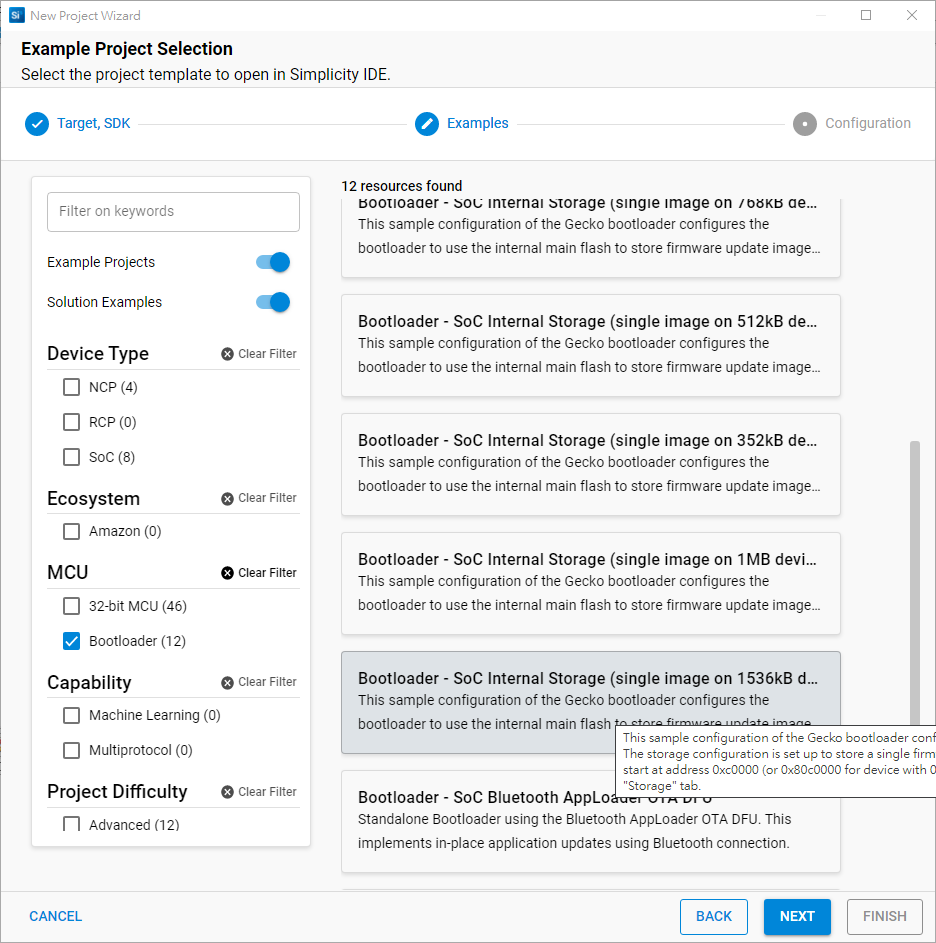 Si New Project Wizard
Example Project Selection
Select the project template to open in Simplicity IDE.
Target, SDK
Examples
Configuration
Filter on keywords
Example Projects
Solution Examples
Device Type
Clear Filter
NCP (4)
RCP (0)
SoC (8)
Ecosystem
Clear Filter
Amazon (0)
MCU
Clear Filter
32-bit MCU (46)
Bootloader (12)
Capability
Clear Filter
Machine Learning (0)
Multiprotocol (0)
Project Difficulty
Clear Filter
Advanced (12)
12 resources found
Bootloader - SoC Internal Storage (single image on 768kB de...
This sample configuration of the Gecko bootloader configures the
bootloader to use the internal main flash to store firmware update image...
Bootloader - SoC Internal Storage (single image on 512kB de...
This sample configuration of the Gecko bootloader configures the
bootloader to use the internal main flash to store firmware update image...
Bootloader - SoC Internal Storage (single image on 352kB de...
This sample configuration of the Gecko bootloader configures the
bootloader to use the internal main flash to store firmware update image...
Bootloader - SoC Internal Storage (single image on 1MB devi...
This sample configuration of the Gecko bootloader configures the
bootloader to use the internal main flash to store firmware update image...
Bootloader - SoC Internal Storage (single image on 1536kB d...
This sample configuration of the Gecko bootloader configures the
bootloader to use the internal main flash to store firmware update image...
This sample configuration of the Gecko bootloader conf
The storage configuration is set up to store a single firm
start at address 0xc0000 (or 0x80c0000 for device with 0
"Storage" tab.
Bootloader - SoC Bluetooth AppLoader OTA DFU
Standalone Bootloader using the Bluetooth AppLoader OTA DFU. This
implements in-place application updates using Bluetooth connection.
CANCEL
BACK
NEXT
FINISH